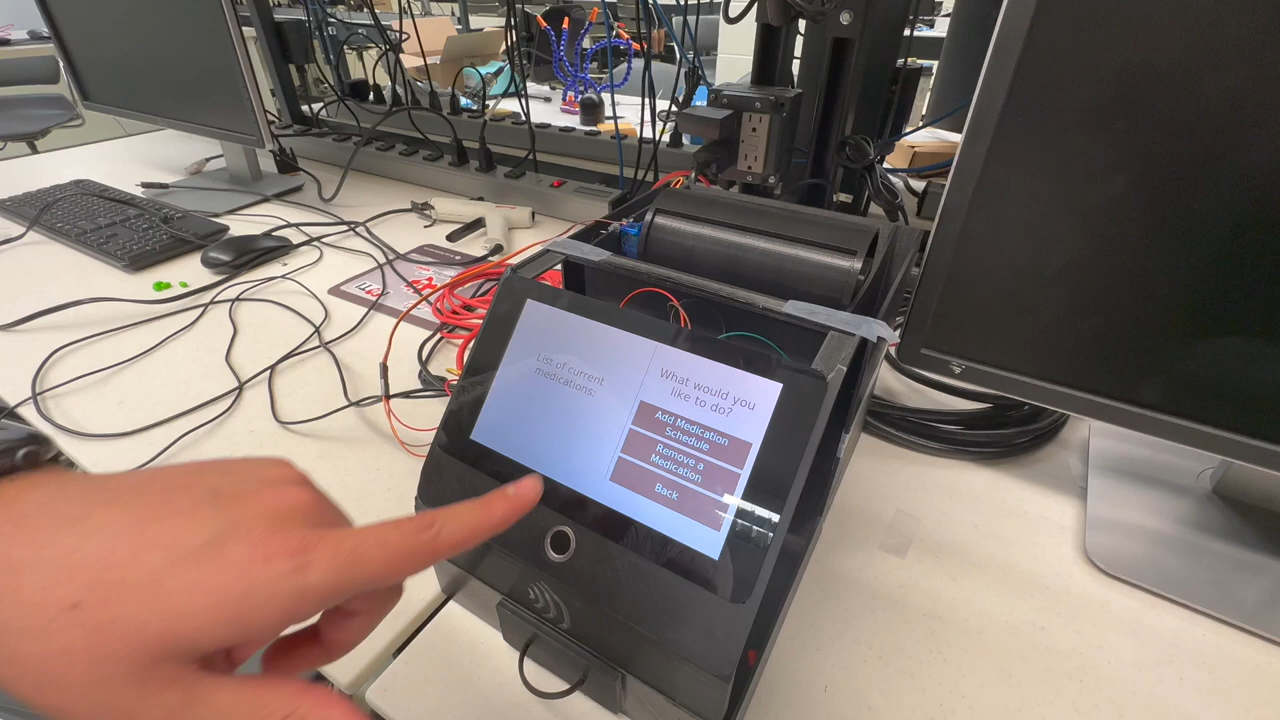 List of current
medications:
What would you
like to do?
Add Medication
Schedule
Remove a
Medication
Back